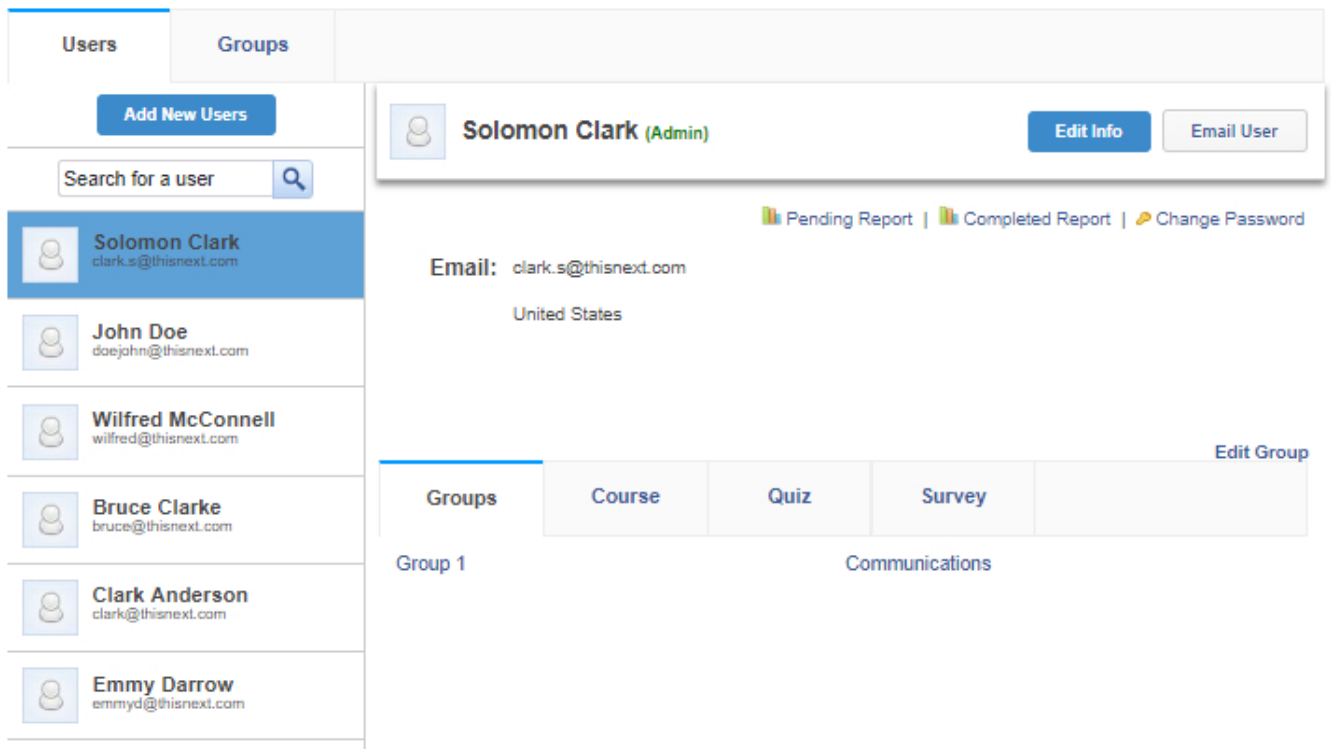 Users Groups
Add New Users
Search for a user
Solomon Clark
clark.s@thisnext.com
John Doe
doejohn@thisnext.com
Wilfred McConnell
wilfred@thisnext.com
Bruce Clarke
bruce@thisnext.com
Clark Anderson
clark@thisnext.com
Emmy Darrow
emmyd@thisnext.com
Solomon Clark (Admin) Edit Info Email User
Pending Report | Completed Report | Change Password
Email: clark.s@thisnext.com
United States
Edit Group
Groups Course Quiz Survey
Group 1 Communications